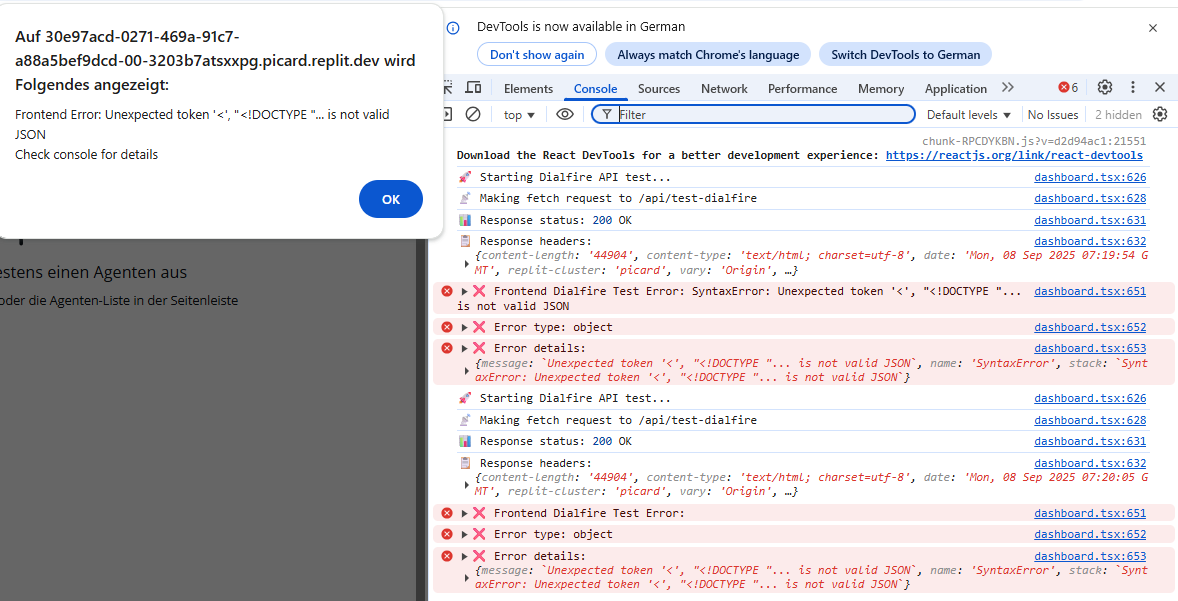 Auf 30e97acd-0271-469a-91c7-
a88a5bef9dcd-00-3203b7atsxxpg.picard.replit.dev wird
Folgendes angezeigt:
Frontend Error: Unexpected token '<', "<!DOCTYPE "... is not valid
JSON
Check console for details
OK
estens einen Agenten aus
oder die Agenten-Liste in der Seitenleiste
DevTools is now available in German
Don't show again
Always match Chrome's language
Switch DevTools to German
Elements
Console
Sources
Network
Performance
Memory
Application
6
top
Filter
Default levels
No Issues
2 hidden
chunk-RPCDYKBN.js?v=d2d94ac1:21551
Download the React DevTools for a better development experience: https://reactjs.org/link/react-devtools
Starting Dialfire API test... dashboard.tsx:626
Making fetch request to /api/test-dialfire dashboard.tsx:628
Response status: 200 OK dashboard.tsx:631
Response headers: dashboard.tsx:632
{content-length: '44904', content-type: 'text/html; charset=utf-8', date: 'Mon, 08 Sep 2025 07:19:54 G
MT', replit-cluster: 'picard', vary: 'Origin', …}
Frontend Dialfire Test Error: SyntaxError: Unexpected token '<', "<!DOCTYPE "... dashboard.tsx:651
is not valid JSON
Error type: object dashboard.tsx:652
Error details: dashboard.tsx:653
{message: `Unexpected token '<', "<!DOCTYPE "... is not valid JSON`, name: 'SyntaxError', stack: `Synt
axError: Unexpected token '<', "<!DOCTYPE "... is not valid JSON`}
Starting Dialfire API test... dashboard.tsx:626
Making fetch request to /api/test-dialfire dashboard.tsx:628
Response status: 200 OK dashboard.tsx:631
Response headers: dashboard.tsx:632
{content-length: '44904', content-type: 'text/html; charset=utf-8', date: 'Mon, 08 Sep 2025 07:20:05 G
MT', replit-cluster: 'picard', vary: 'Origin', …}
Frontend Dialfire Test Error: dashboard.tsx:651
Error type: object dashboard.tsx:652
Error details: dashboard.tsx:653
{message: `Unexpected token '<', "<!DOCTYPE "... is not valid JSON`, name: 'SyntaxError', stack: `Synt
axError: Unexpected token '<', "<!DOCTYPE "... is not valid JSON`}